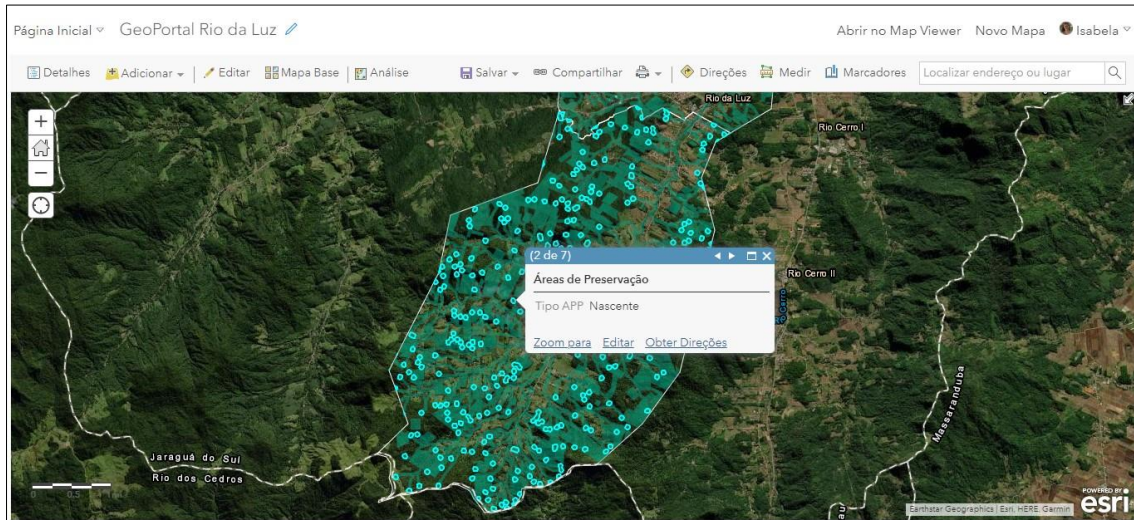 Página Inicial GeoPortal Rio da Luz Abrir no Map Viewer Novo Mapa Isabela
Detalhes Adicionar Editar Mapa Base Análise Salvar Compartilhar Direções Medir Marcadores Localizar endereço ou lugar
Rio da Luz
Rio Cerro I
(2 de 7)
Áreas de Preservação
Tipo APP Nascente
Zoom para Editar Obter Direções
Rio Cerro II
Massaranduba
Jaraguá do Sul
Rio dos Cedros
0 0.5
Earthstar Geographics | Esri, HERE, Garmin
POWERED BY
esri